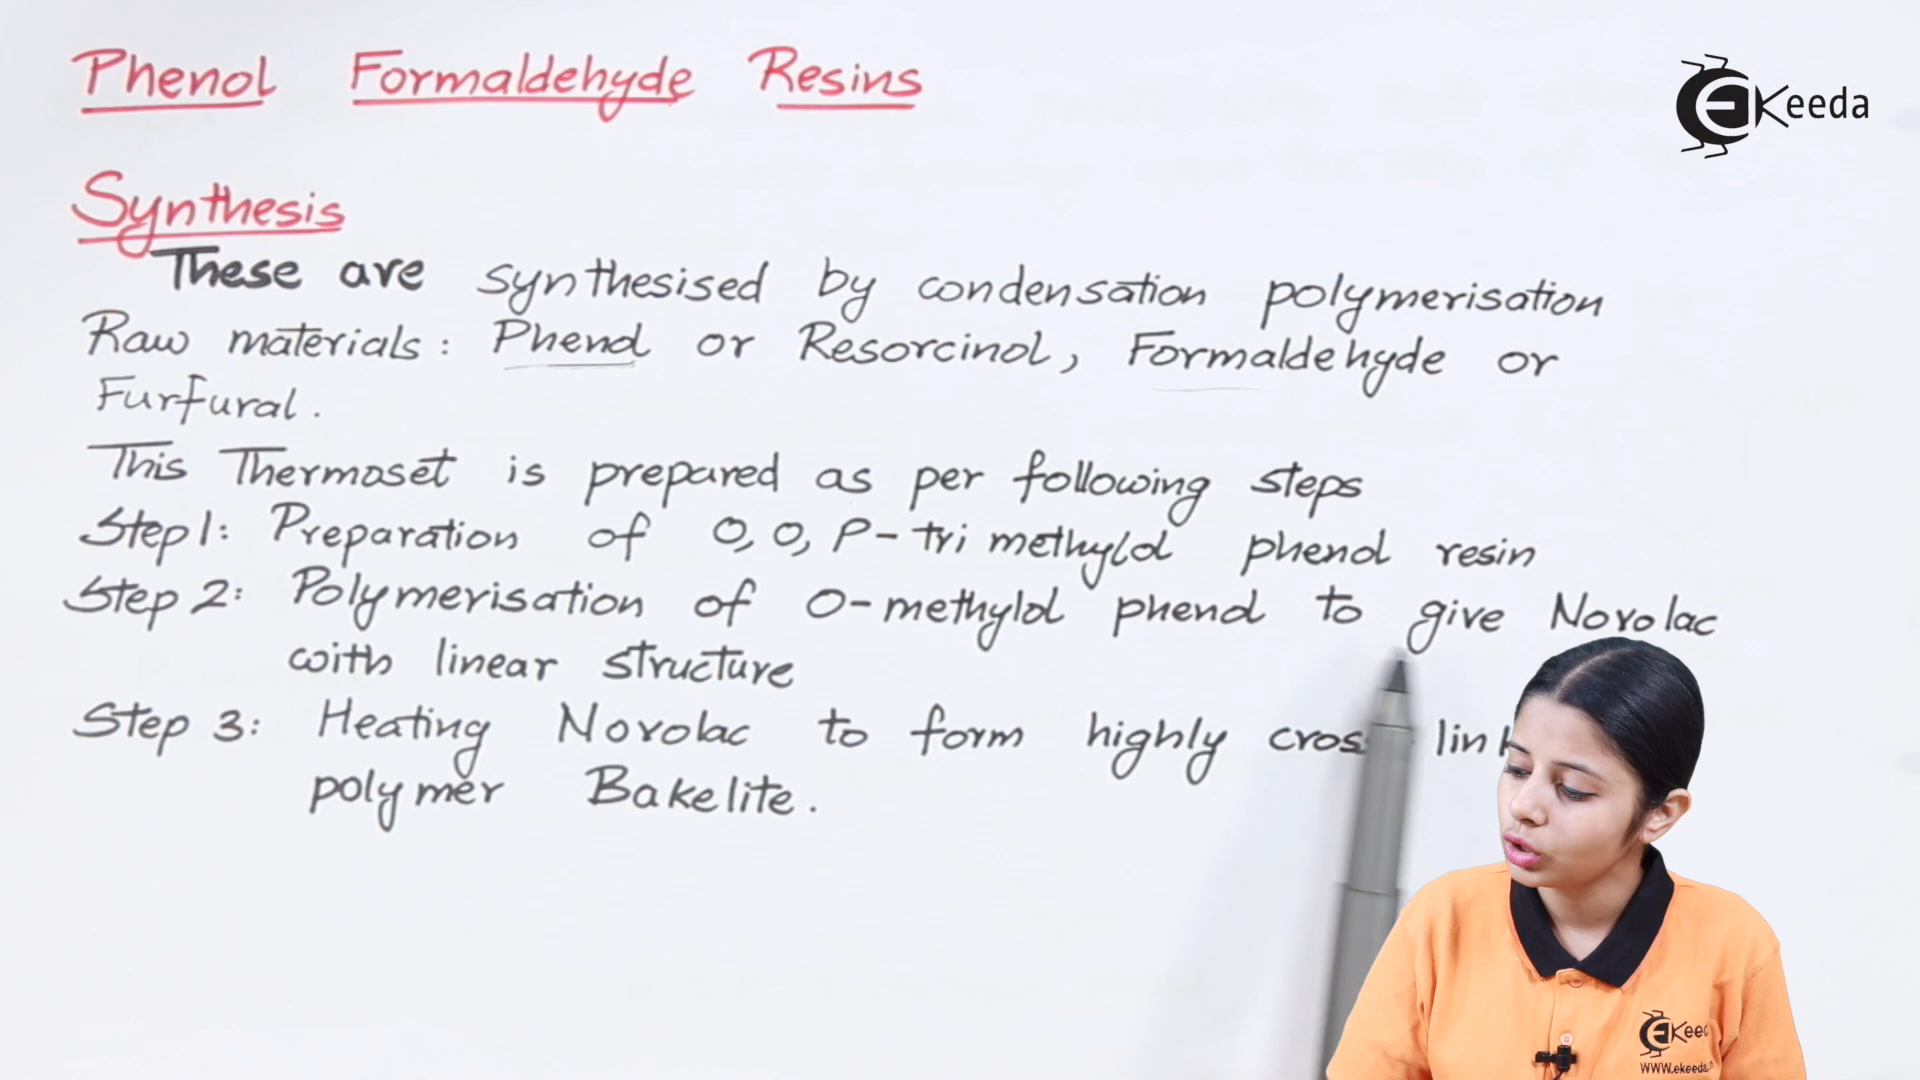 Phenol Formaldehyde Resins
EKeeda
Synthesis
These are synthesised by condensation polymerisation
Raw materials: Phenol or Resorcinol, Formaldehyde or
Furfural.
This Thermoset is prepared as per following steps
Step 1: Preparation of O, O, P- tri methylol phenol resin
Step 2: Polymerisation of O-methylol phenol to give Novolac
with linear structure
Step 3: Heating Novolac to form highly cross link
polymer Bakelite.
EKeed
www.ekeeda.